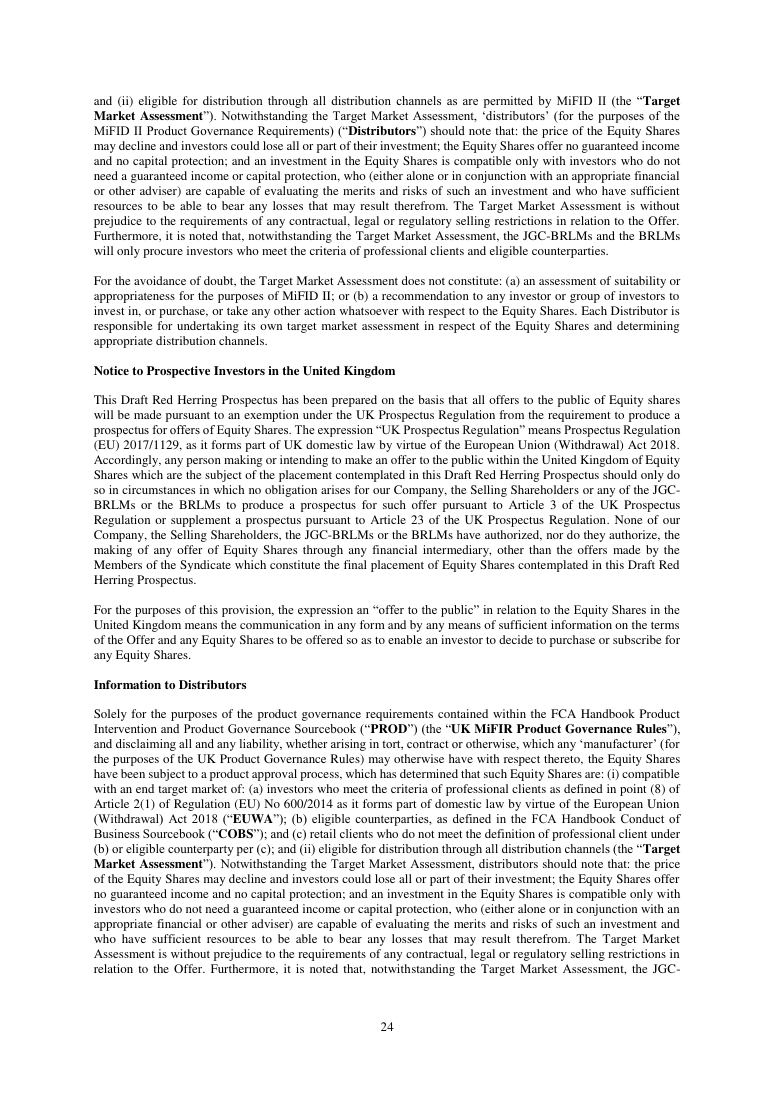 and (ii) eligible for distribution through all distribution channels as are permitted by MiFID II (the “Target
Market Assessment”). Notwithstanding the Target Market Assessment, ‘distributors’ (for the purposes of the
MiFID II Product Governance Requirements) (“Distributors”) should note that: the price of the Equity Shares
may decline and investors could lose all or part of their investment; the Equity Shares offer no guaranteed income
and no capital protection; and an investment in the Equity Shares is compatible only with investors who do not
need a guaranteed income or capital protection, who (either alone or in conjunction with an appropriate financial
or other adviser) are capable of evaluating the merits and risks of such an investment and who have sufficient
resources to be able to bear any losses that may result therefrom. The Target Market Assessment is without
prejudice to the requirements of any contractual, legal or regulatory selling restrictions in relation to the Offer.
Furthermore, it is noted that, notwithstanding the Target Market Assessment, the JGC-BRLMs and the BRLMs
will only procure investors who meet the criteria of professional clients and eligible counterparties.
For the avoidance of doubt, the Target Market Assessment does not constitute: (a) an assessment of suitability or
appropriateness for the purposes of MiFID II; or (b) a recommendation to any investor or group of investors to
invest in, or purchase, or take any other action whatsoever with respect to the Equity Shares. Each Distributor is
responsible for undertaking its own target market assessment in respect of the Equity Shares and determining
appropriate distribution channels.
Notice to Prospective Investors in the United Kingdom
This Draft Red Herring Prospectus has been prepared on the basis that all offers to the public of Equity shares
will be made pursuant to an exemption under the UK Prospectus Regulation from the requirement to produce a
prospectus for offers of Equity Shares. The expression “UK Prospectus Regulation” means Prospectus Regulation
(EU) 2017/1129, as it forms part of UK domestic law by virtue of the European Union (Withdrawal) Act 2018.
Accordingly, any person making or intending to make an offer to the public within the United Kingdom of Equity
Shares which are the subject of the placement contemplated in this Draft Red Herring Prospectus should only do
so in circumstances in which no obligation arises for our Company, the Selling Shareholders or any of the JGC-
BRLMs or the BRLMs to produce a prospectus for such offer pursuant to Article 3 of the UK Prospectus
Regulation or supplement a prospectus pursuant to Article 23 of the UK Prospectus Regulation. None of our
Company, the Selling Shareholders, the JGC-BRLMs or the BRLMs have authorized, nor do they authorize, the
making of any offer of Equity Shares through any financial intermediary, other than the offers made by the
Members of the Syndicate which constitute the final placement of Equity Shares contemplated in this Draft Red
Herring Prospectus.
For the purposes of this provision, the expression an “offer to the public” in relation to the Equity Shares in the
United Kingdom means the communication in any form and by any means of sufficient information on the terms
of the Offer and any Equity Shares to be offered so as to enable an investor to decide to purchase or subscribe for
any Equity Shares.
Information to Distributors
Solely for the purposes of the product governance requirements contained within the FCA Handbook Product
Intervention and Product Governance Sourcebook (“PROD”) (the “UK MiFIR Product Governance Rules”),
and disclaiming all and any liability, whether arising in tort, contract or otherwise, which any ‘manufacturer’ (for
the purposes of the UK Product Governance Rules) may otherwise have with respect thereto, the Equity Shares
have been subject to a product approval process, which has determined that such Equity Shares are: (i) compatible
with an end target market of: (a) investors who meet the criteria of professional clients as defined in point (8) of
Article 2(1) of Regulation (EU) No 600/2014 as it forms part of domestic law by virtue of the European Union
(Withdrawal) Act 2018 (“EUWA”); (b) eligible counterparties, as defined in the FCA Handbook Conduct of
Business Sourcebook (“COBS”); and (c) retail clients who do not meet the definition of professional client under
(b) or eligible counterparty per (c); and (ii) eligible for distribution through all distribution channels (the “Target
Market Assessment”). Notwithstanding the Target Market Assessment, distributors should note that: the price
of the Equity Shares may decline and investors could lose all or part of their investment; the Equity Shares offer
no guaranteed income and no capital protection; and an investment in the Equity Shares is compatible only with
investors who do not need a guaranteed income or capital protection, who (either alone or in conjunction with an
appropriate financial or other adviser) are capable of evaluating the merits and risks of such an investment and
who have sufficient resources to be able to bear any losses that may result therefrom. The Target Market
Assessment is without prejudice to the requirements of any contractual, legal or regulatory selling restrictions in
relation to the Offer. Furthermore, it is noted that, notwithstanding the Target Market Assessment, the JGC-
24